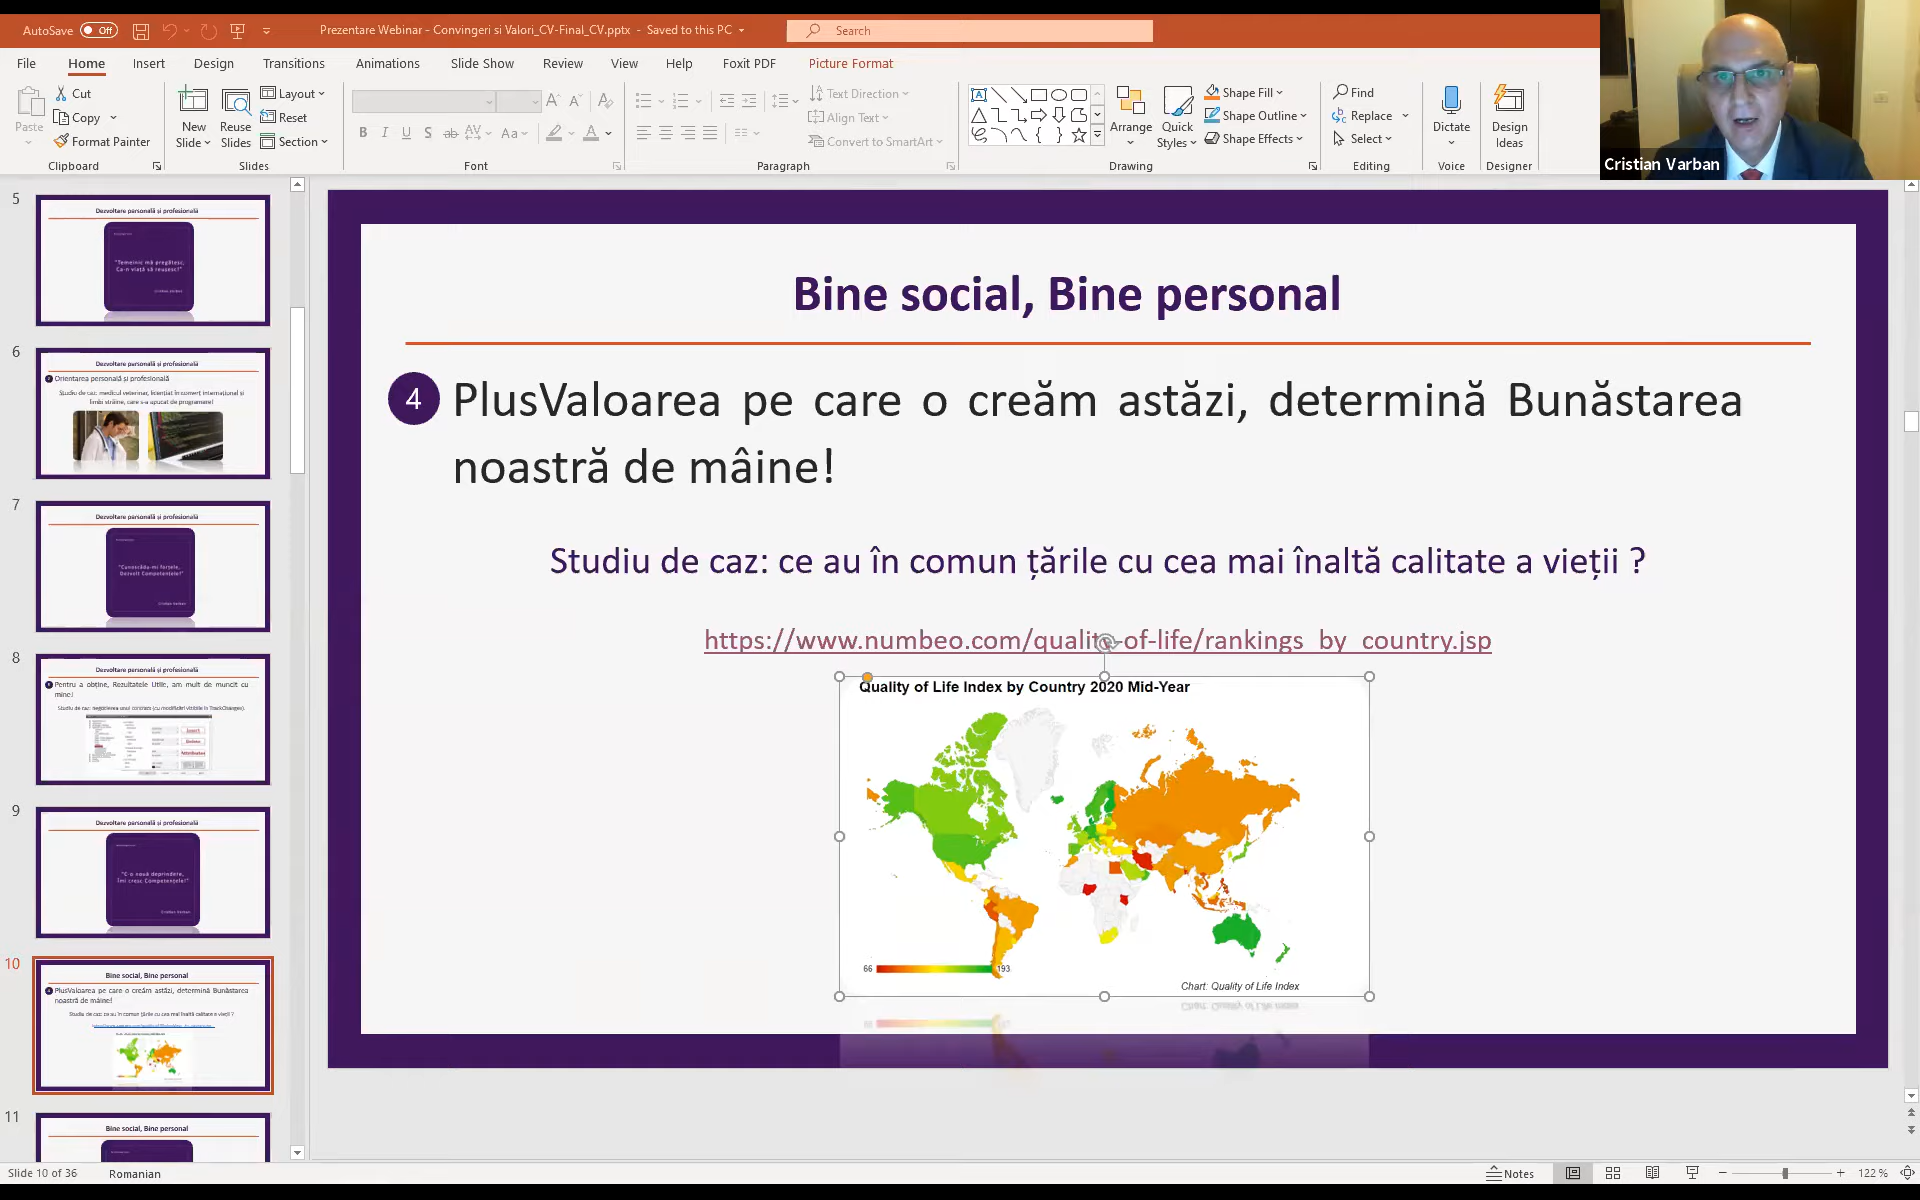 AutoSave Off
Prezentare Webinar - Convingeri si Valori_CV-Final_CV.pptx - Saved to this PC
Search
File Home Insert Design Transitions Animations Slide Show Review View Help Foxit PDF Picture Format
Paste
Cut
Copy
Format Painter
Clipboard
New Slide
Reuse Slides
Layout
Reset
Section
Slides
Font
Text Direction
Align Text
Convert to SmartArt
Paragraph
Arrange
Quick Styles
Shape Fill
Shape Outline
Shape Effects
Drawing
Find
Replace
Select
Editing
Dictate
Voice
Design Ideas
Designer
Cristian Varban
5
Dezvoltare personală și profesională
"Temeinic mă pregătesc,
Ca-n viață să reușesc!"
6
Dezvoltare personală și profesională
Orientarea personală și profesională
Studiu de caz: medicul veterinar, licențiat în comerț internațional și
limbi străine, care s-a apucat de programare!
7
Dezvoltare personală și profesională
"Cunoscându-mi forțele,
Dezvolt Competențele!"
8
Dezvoltare personală și profesională
Pentru a obține, Rezultatele Utile, am mult de muncit cu
mine!
Studiu de caz: negocierea unui contract (cu modificări vizibile în TrackChanges).
9
Dezvoltare personală și profesională
"C-o nouă deprindere,
Îmi cresc Competențele!"
10
Bine social, Bine personal
4 PlusValoarea pe care o creăm astăzi, determină Bunăstarea
noastră de mâine!
Studiu de caz: ce au în comun țările cu cea mai înaltă calitate a vieții ?
11
Bine social, Bine personal
Bine social, Bine personal
4 PlusValoarea pe care o creăm astăzi, determină Bunăstarea
noastră de mâine!
Studiu de caz: ce au în comun țările cu cea mai înaltă calitate a vieții ?
https://www.numbeo.com/quality-of-life/rankings_by_country.jsp
Quality of Life Index by Country 2020 Mid-Year
66 193
Chart: Quality of Life Index
Slide 10 of 36 Romanian
Notes
122 %